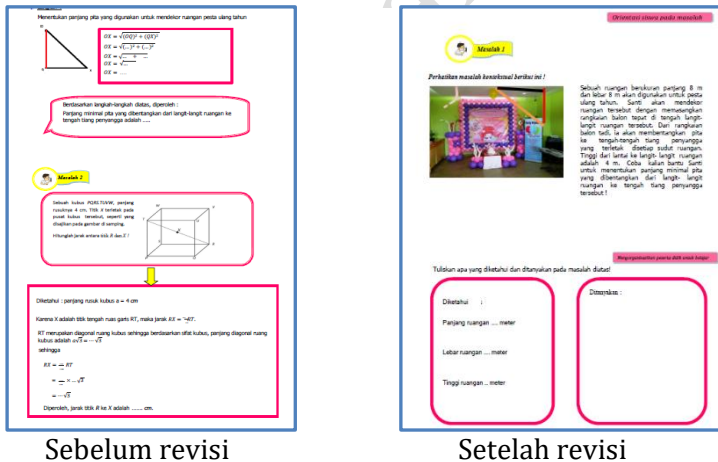 Menentukan panjang pita yang digunakan untuk mendekor ruangan pesta ulang tahun
OX = √(OQ)² + (QX)²
OX = √(...)² + (...)²
OX = √... + ...
OX = √...
OX = ....
Berdasarkan langkah-langkah diatas, diperoleh :
Panjang minimal pita yang dibentangkan dari langit-langit ruangan ke
tengah tiang penyangga adalah .....
Masalah 2
Sebuah kubus PQRS.TUVW, panjang
rusuknya 4 cm. Titik X terletak pada
pusat kubus tersebut, seperti yang
disajikan pada gambar di samping.
Hitunglah jarak antara titik R dan X !
Diketahui : panjang rusuk kubus a = 4 cm
Karena X adalah titik tengah ruas garis RT, maka jarak RX = — RT.
RT merupakan diagonal ruang kubus sehingga berdasarkan sifat kubus, panjang diagonal ruang
kubus adalah a√3 = ···√3
sehingga
RX = — RT
= — × ..√3
= ···√3
Diperoleh, jarak titik R ke X adalah ....... cm.
Sebelum revisi
Orientasi siswa pada masalah
Masalah 1
Perhatikan masalah kontekstual berikut ini !
Sebuah ruangan berukuran panjang 8 m
dan lebar 8 m akan digunakan untuk pesta
ulang tahun. Santi akan mendekor
ruangan tersebut dengan memasangkan
rangkaian balon tepat di tengah langit-
langit ruangan tersebut. Dari rangkaian
balon tadi, ia akan membentangkan pita
ke tengah-tengah tiang penyangga
yang terletak disetiap sudut ruangan.
Tinggi dari lantai ke langit- langit ruangan
adalah 4 m. Coba kalian bantu Santi
untuk menentukan panjang minimal pita
yang dibentangkan dari langit- langit
ruangan ke tengah tiang penyangga
tersebut !
Mengorganisasikan peserta didik untuk belajar
Tuliskan apa yang diketahui dan ditanyakan pada masalah diatas!
Diketahui :
Panjang ruangan .... meter
Lebar ruangan .... meter
Tinggi ruangan .. meter
Ditanyakan :
Setelah revisi